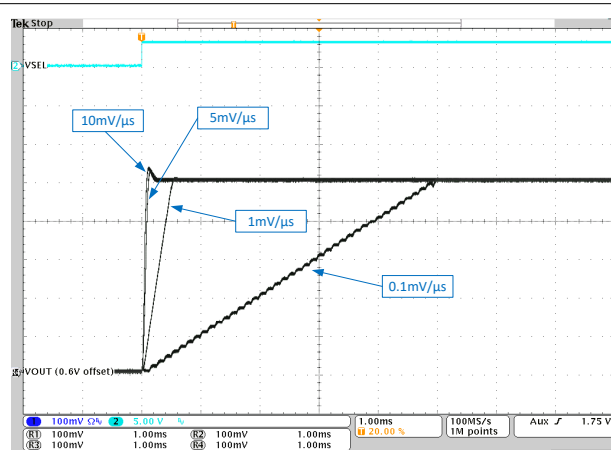 Tek Stop
T
T
2 VSEL
10mV/µs
5mV/µs
1mV/µs
0.1mV/µs
VOUT (0.6V offset)
1 100mV Ω 2 5.00 V
1.00ms
T 20.00 %
100MS/s
1M points
Aux ∫ 1.75 V
R1 100mV 1.00ms R2 100mV 1.00ms
R3 100mV 1.00ms R4 100mV 1.00ms